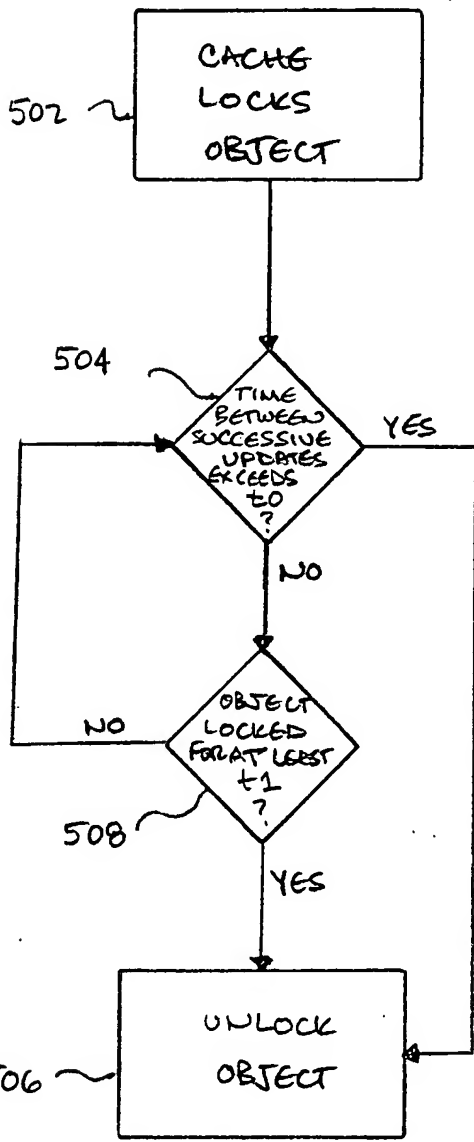 CACHE
LOCKS
OBJECT
502
504
TIME
BETWEEN
SUCCESSIVE
UPDATES
EXCEEDS
t0
?
YES
NO
OBJECT
LOCKED
FOR AT LEAST
t1
?
NO
508
YES
UNLOCK
OBJECT
506